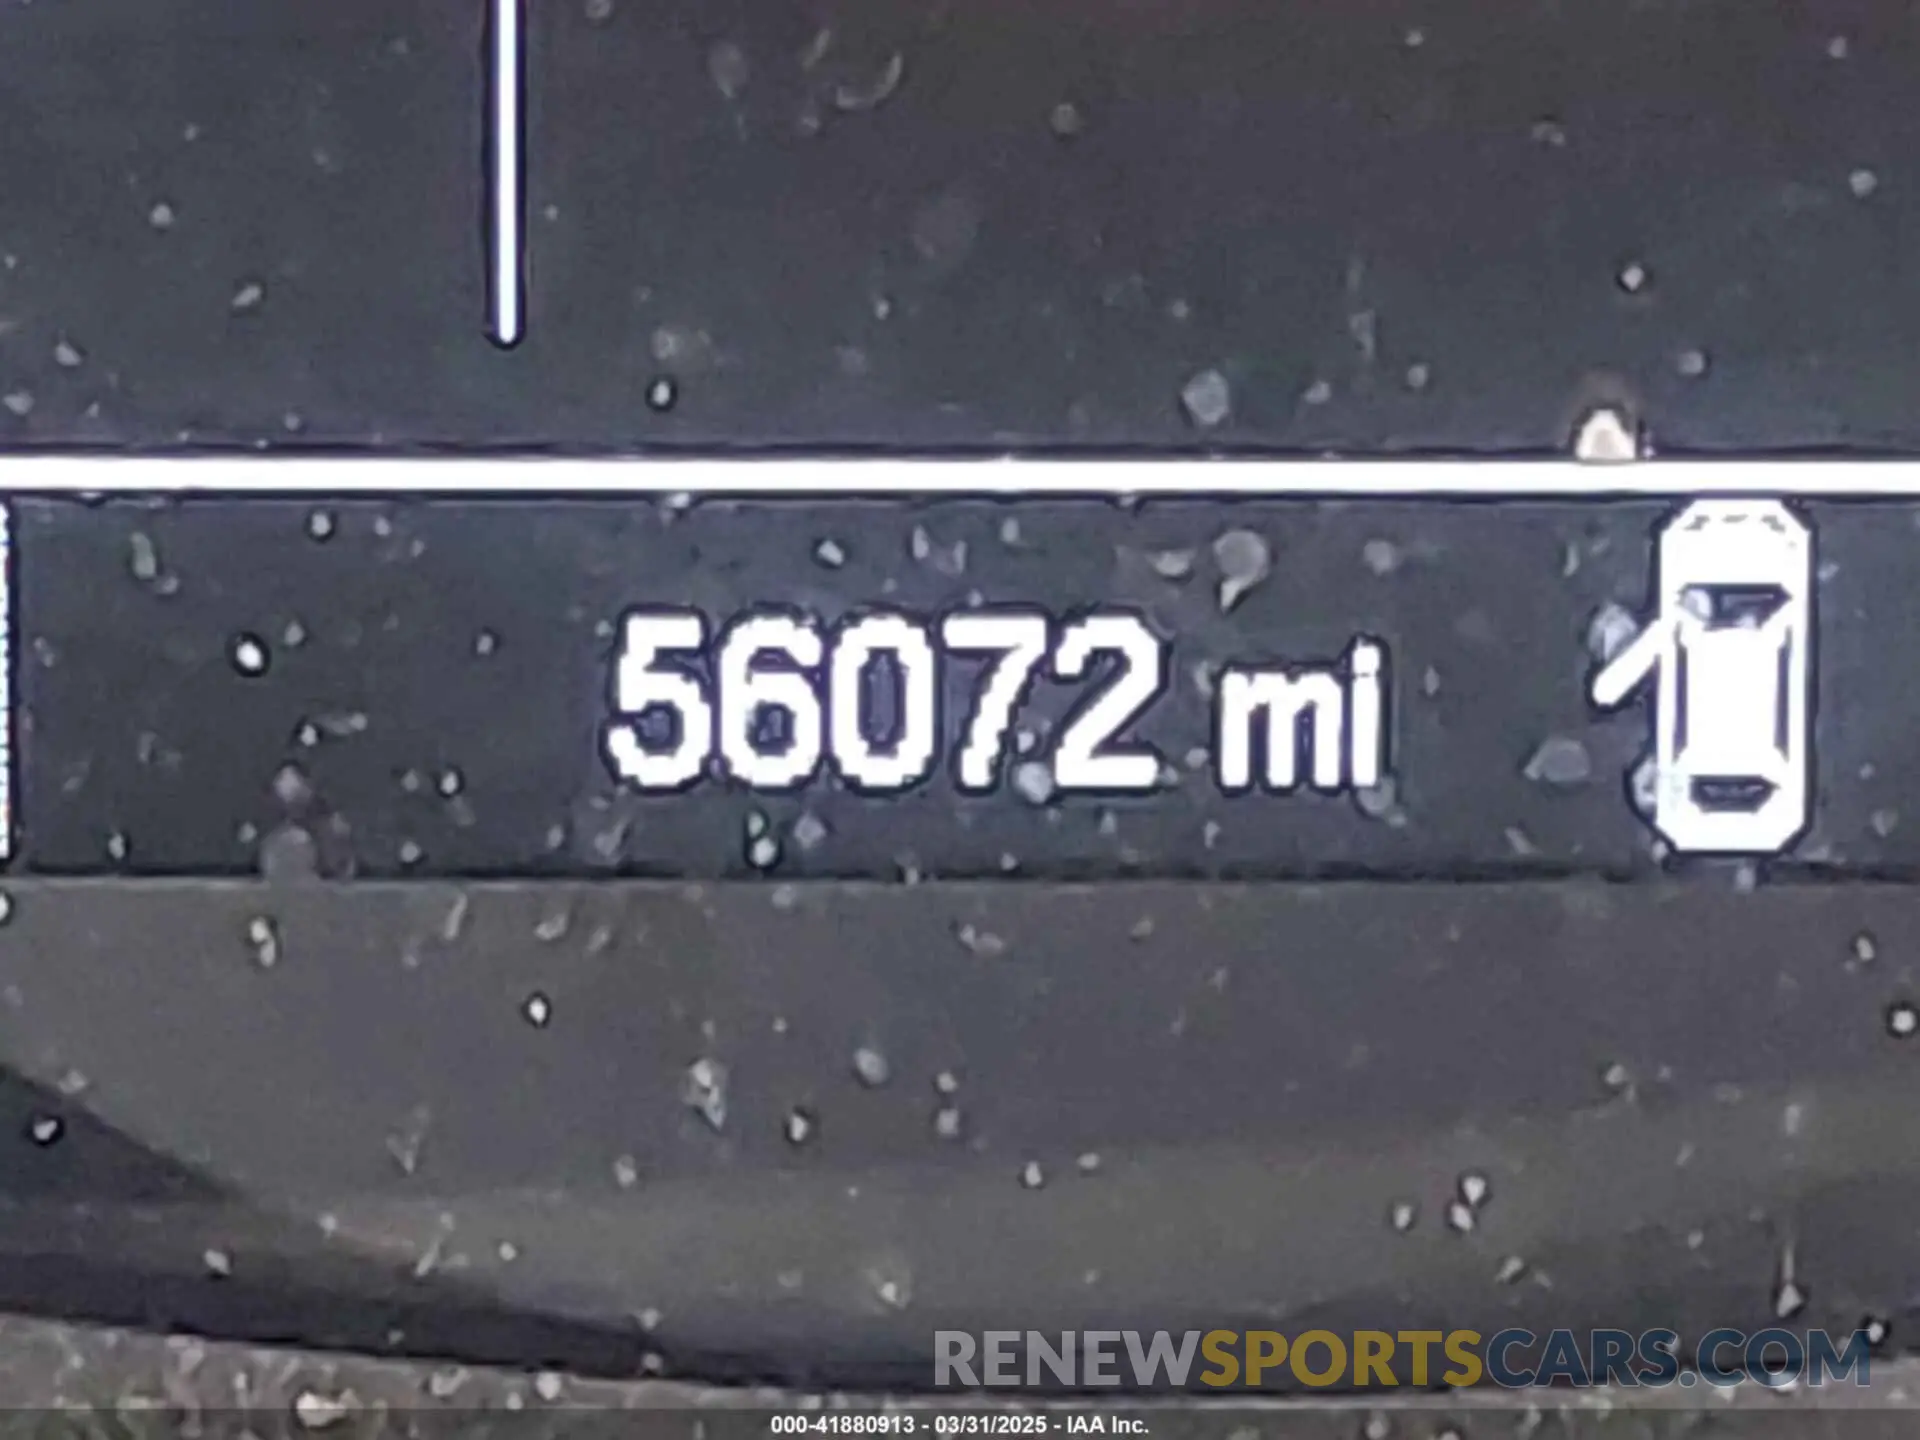 56072 mi
RENEWSPORTSCARS.COM
000-41880913 - 03/31/2025 - IAA Inc.